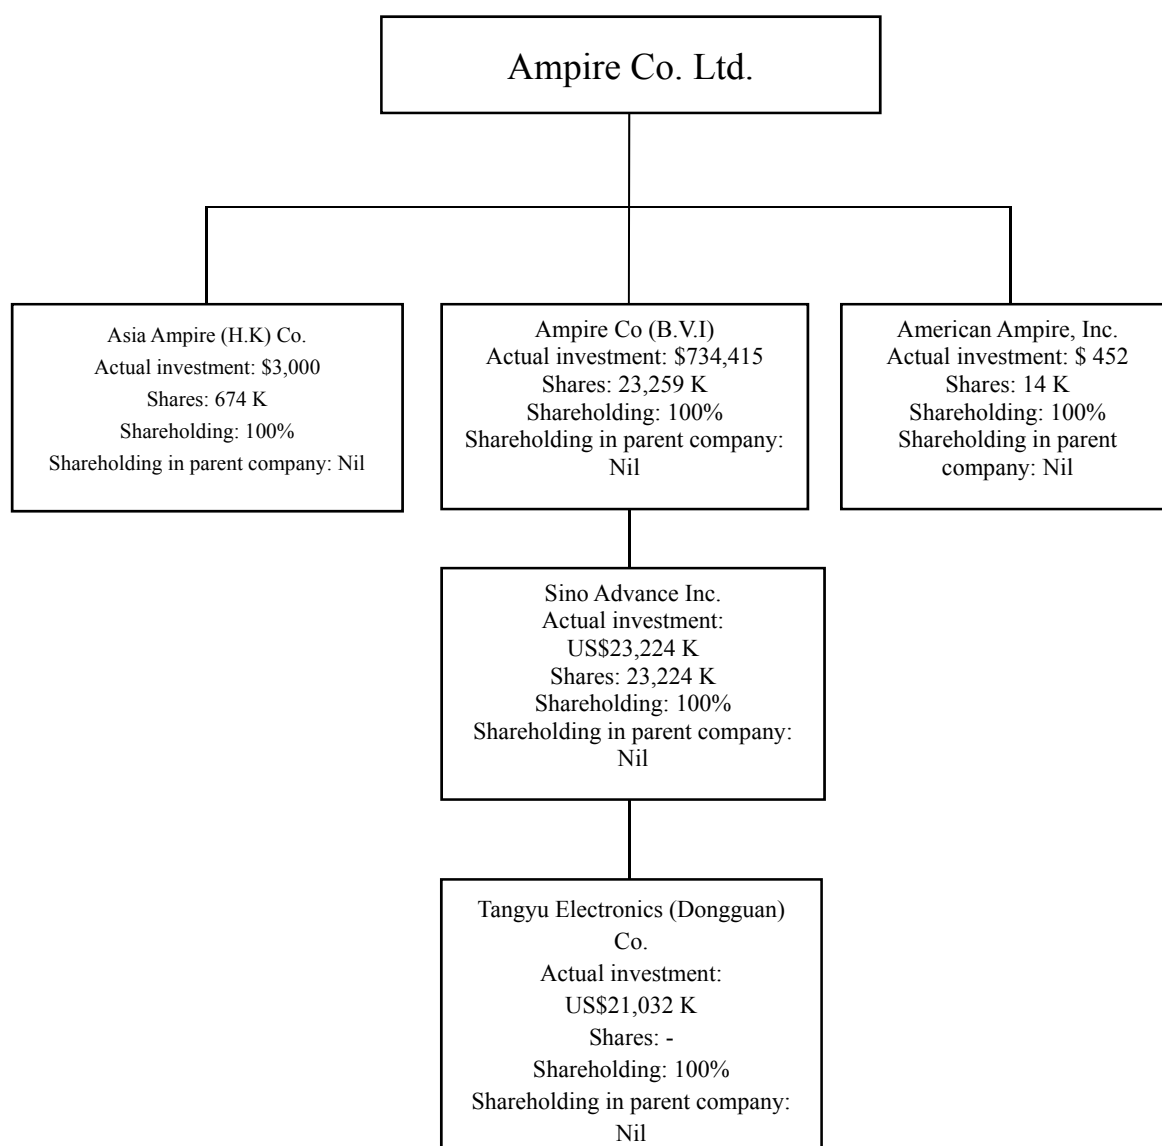 Ampire Co. Ltd.
Asia Ampire (H.K) Co.
Actual investment: $3,000
Shares: 674 K
Shareholding: 100%
Shareholding in parent company: Nil
Ampire Co (B.V.I)
Actual investment: $734,415
Shares: 23,259 K
Shareholding: 100%
Shareholding in parent company:
Nil
American Ampire, Inc.
Actual investment: $ 452
Shares: 14 K
Shareholding: 100%
Shareholding in parent
company: Nil
Sino Advance Inc.
Actual investment:
US$23,224 K
Shares: 23,224 K
Shareholding: 100%
Shareholding in parent company:
Nil
Tangyu Electronics (Dongguan)
Co.
Actual investment:
US$21,032 K
Shares: -
Shareholding: 100%
Shareholding in parent company:
Nil